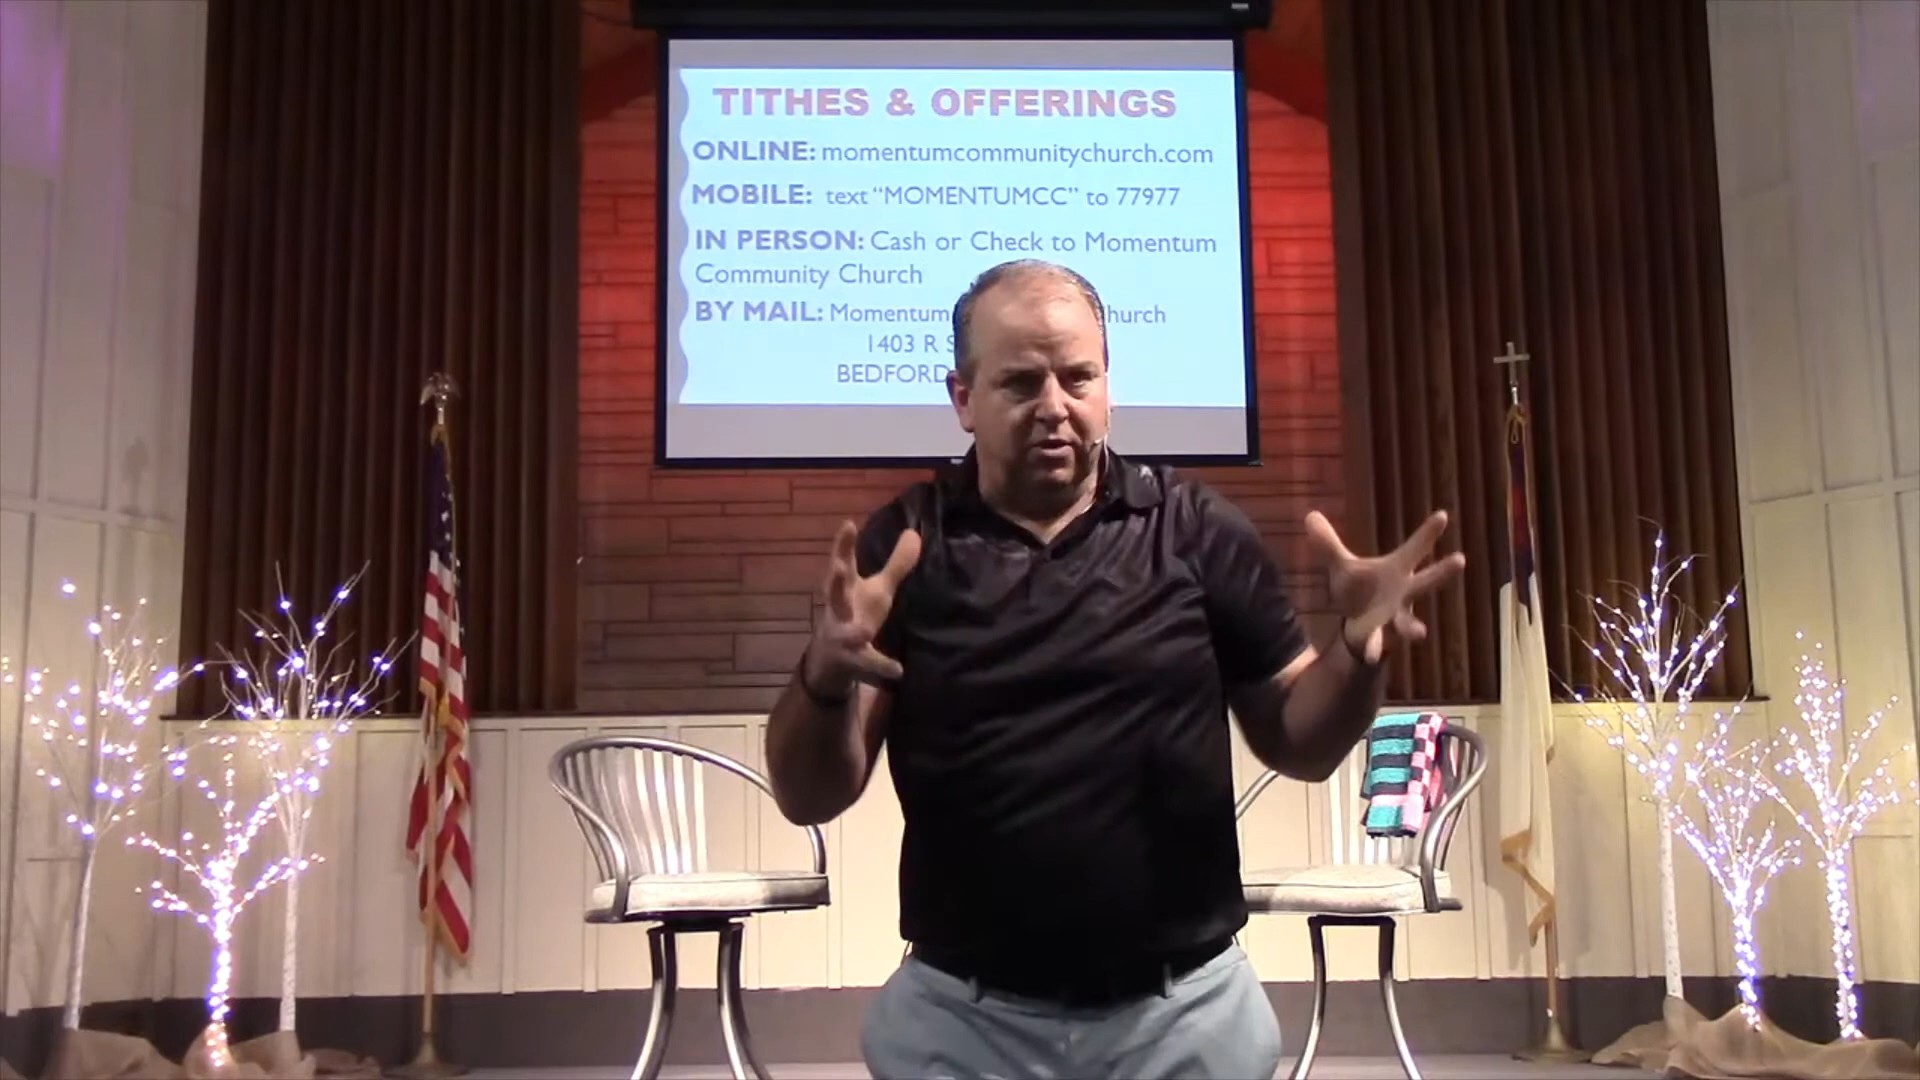 TITHES & OFFERINGS
ONLINE: momentumcommunitychurch.com
MOBILE: text “MOMENTUMCC” to 77977
IN PERSON: Cash or Check to Momentum
Community Church
BY MAIL: Momentum hurch
1403 R S
BEDFORD